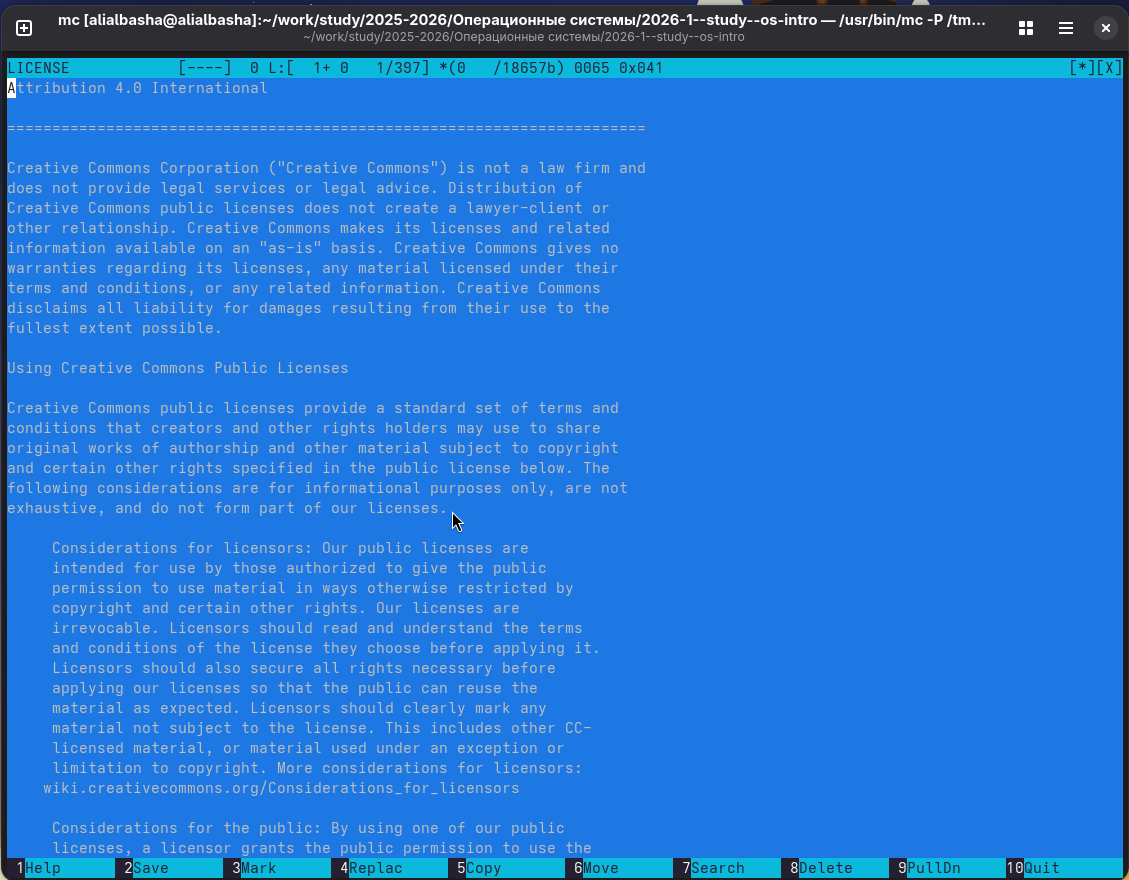 mc [alialbasha@alialbasha]:~/work/study/2025-2026/Операционные системы/2026-1--study--os-intro — /usr/bin/mc -P /tm…
~/work/study/2025-2026/Операционные системы/2026-1--study--os-intro
LICENSE            [----]  0 L:[  1+ 0   1/397] *(0   /18657b) 0065 0x041                                             [*][X]
Attribution 4.0 International
=======================================================================
Creative Commons Corporation ("Creative Commons") is not a law firm and
does not provide legal services or legal advice. Distribution of
Creative Commons public licenses does not create a lawyer-client or
other relationship. Creative Commons makes its licenses and related
information available on an "as-is" basis. Creative Commons gives no
warranties regarding its licenses, any material licensed under their
terms and conditions, or any related information. Creative Commons
disclaims all liability for damages resulting from their use to the
fullest extent possible.
Using Creative Commons Public Licenses
Creative Commons public licenses provide a standard set of terms and
conditions that creators and other rights holders may use to share
original works of authorship and other material subject to copyright
and certain other rights specified in the public license below. The
following considerations are for informational purposes only, are not
exhaustive, and do not form part of our licenses.
     Considerations for licensors: Our public licenses are
     intended for use by those authorized to give the public
     permission to use material in ways otherwise restricted by
     copyright and certain other rights. Our licenses are
     irrevocable. Licensors should read and understand the terms
     and conditions of the license they choose before applying it.
     Licensors should also secure all rights necessary before
     applying our licenses so that the public can reuse the
     material as expected. Licensors should clearly mark any
     material not subject to the license. This includes other CC-
     licensed material, or material used under an exception or
     limitation to copyright. More considerations for licensors:
    wiki.creativecommons.org/Considerations_for_licensors
     Considerations for the public: By using one of our public
     licenses, a licensor grants the public permission to use the
1Help 2Save 3Mark 4Replac 5Copy 6Move 7Search 8Delete 9PullDn 10Quit